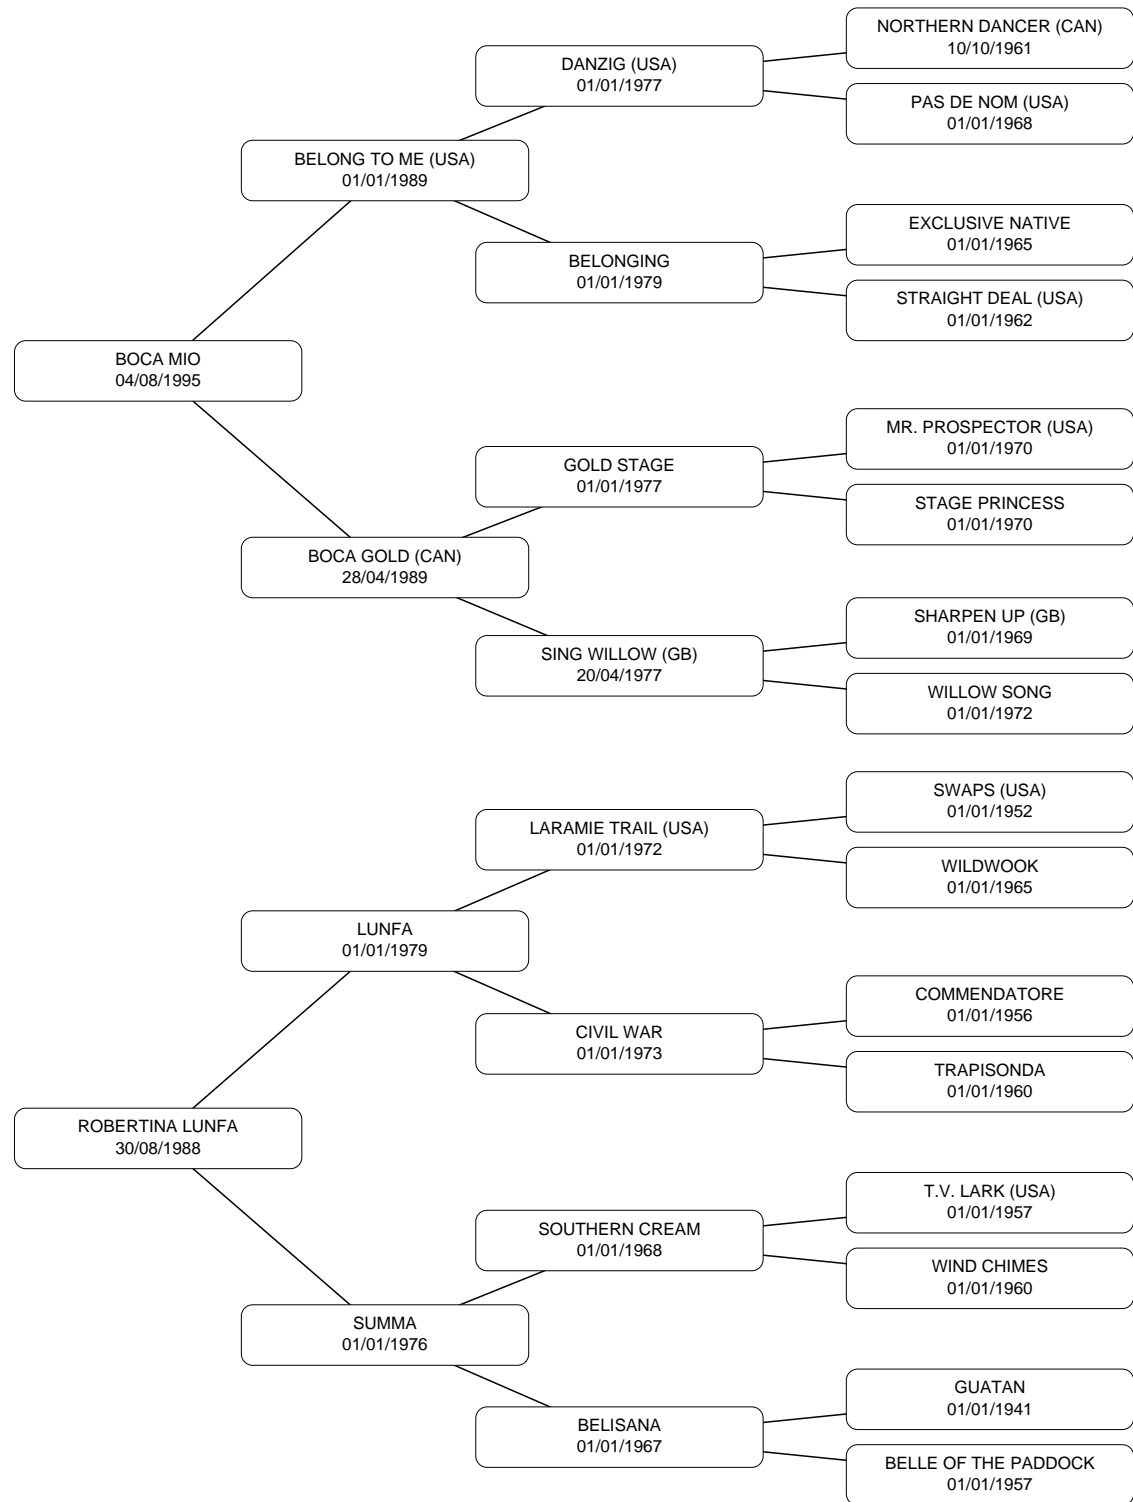 NORTHERN DANCER (CAN)
10/10/1961
DANZIG (USA)
01/01/1977
PAS DE NOM (USA)
01/01/1968
BELONG TO ME (USA)
01/01/1989
EXCLUSIVE NATIVE
01/01/1965
BELONGING
01/01/1979
STRAIGHT DEAL (USA)
01/01/1962
BOCA MIO
04/08/1995
MR. PROSPECTOR (USA)
01/01/1970
GOLD STAGE
01/01/1977
STAGE PRINCESS
01/01/1970
BOCA GOLD (CAN)
28/04/1989
SHARPEN UP (GB)
01/01/1969
SING WILLOW (GB)
20/04/1977
WILLOW SONG
01/01/1972
SWAPS (USA)
01/01/1952
LARAMIE TRAIL (USA)
01/01/1972
WILDWOOK
01/01/1965
LUNFA
01/01/1979
COMMENDATORE
01/01/1956
CIVIL WAR
01/01/1973
TRAPISONDA
01/01/1960
ROBERTINA LUNFA
30/08/1988
T.V. LARK (USA)
01/01/1957
SOUTHERN CREAM
01/01/1968
WIND CHIMES
01/01/1960
SUMMA
01/01/1976
GUATAN
01/01/1941
BELISANA
01/01/1967
BELLE OF THE PADDOCK
01/01/1957